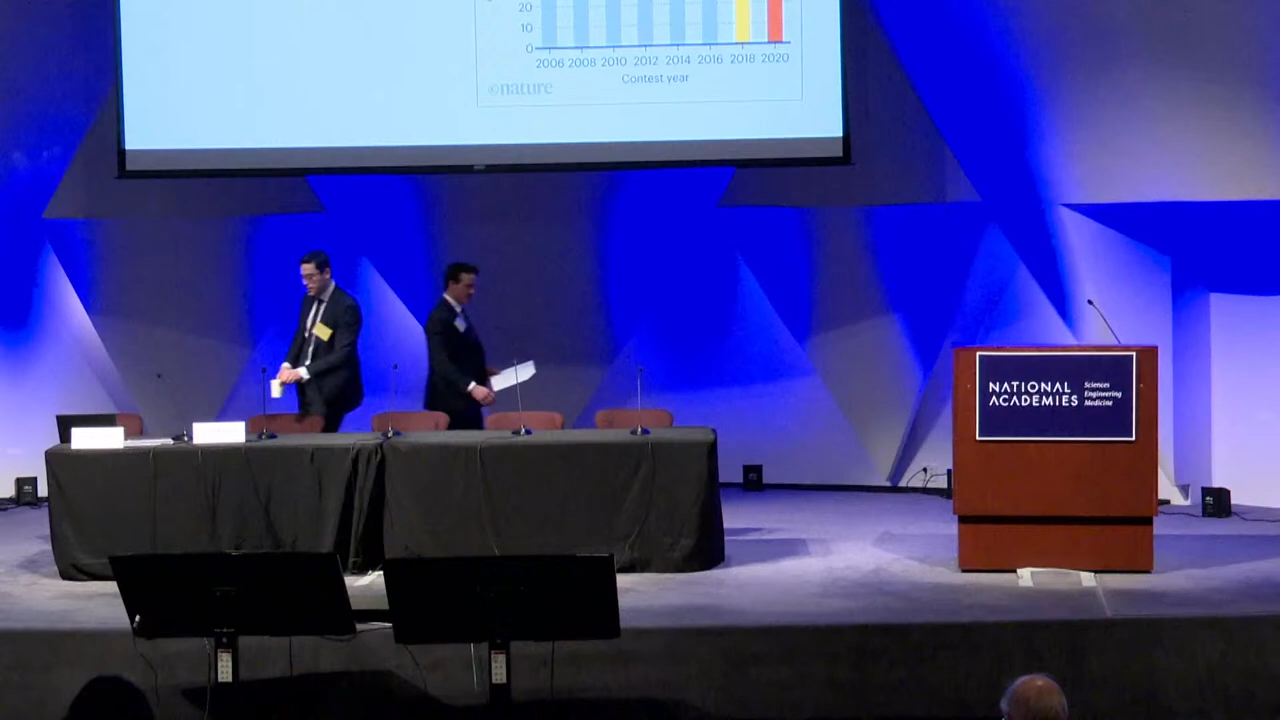 20
10
0
2006 2008 2010 2012 2014 2016 2018 2020
Contest year
©nature
NATIONAL
ACADEMIES
Sciences
Engineering
Medicine